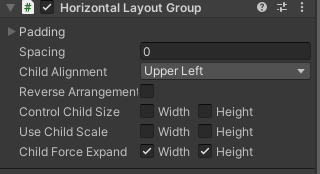 Horizontal Layout Group
Padding
Spacing 0
Child Alignment Upper Left
Reverse Arrangement
Control Child Size Width Height
Use Child Scale Width Height
Child Force Expand Width Height